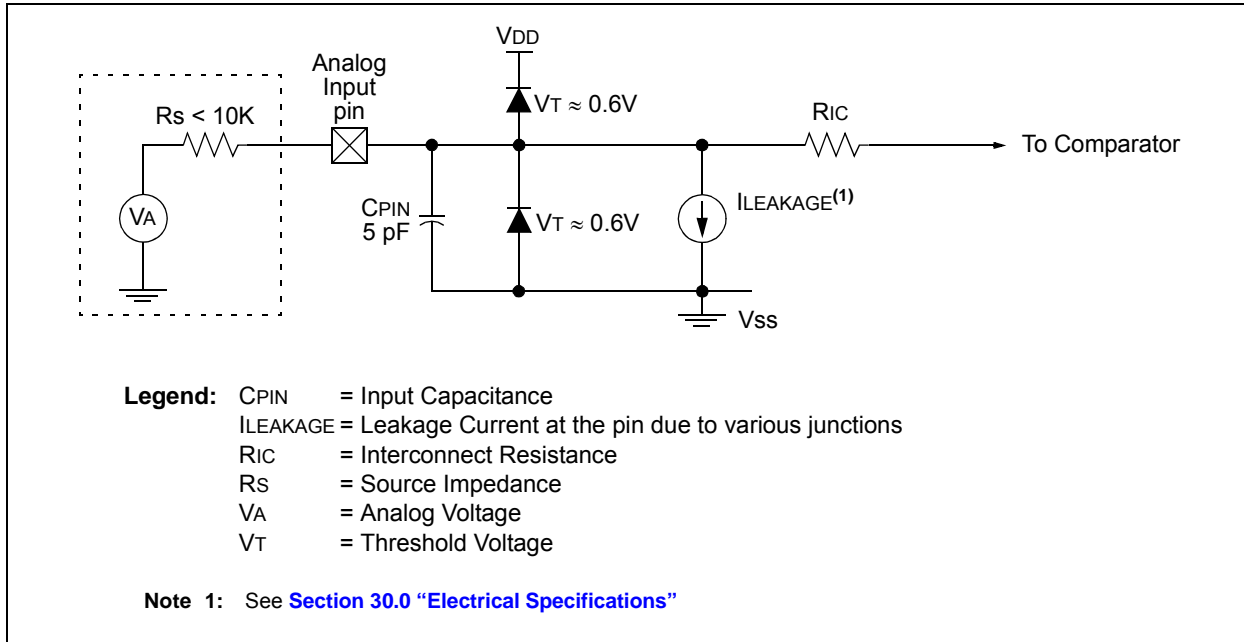 VDD
Analog
Input
pin
Rs < 10K
VT ≈ 0.6V
RIC
To Comparator
VA
CPIN
5 pF
VT ≈ 0.6V
ILEAKAGE(1)
Vss
Legend: CPIN = Input Capacitance
ILEAKAGE = Leakage Current at the pin due to various junctions
RIC = Interconnect Resistance
RS = Source Impedance
VA = Analog Voltage
VT = Threshold Voltage
Note 1: See Section 30.0 “Electrical Specifications”